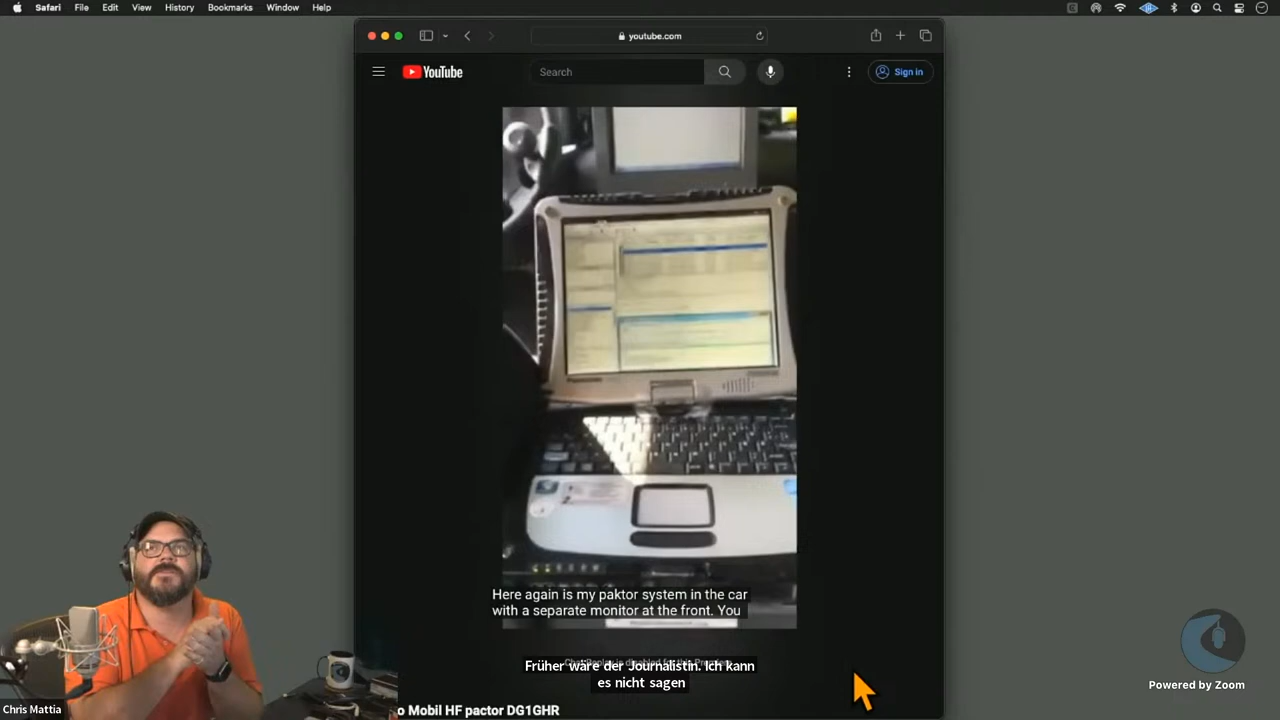 Safari File Edit View History Bookmarks Window Help
youtube.com
YouTube
Search
Sign in
Here again is my paktor system in the car
with a separate monitor at the front. You
Früher wäre der Journalistin. Ich kann
es nicht sagen
o Mobil HF pactor DG1GHR
Chris Mattia
Powered by Zoom